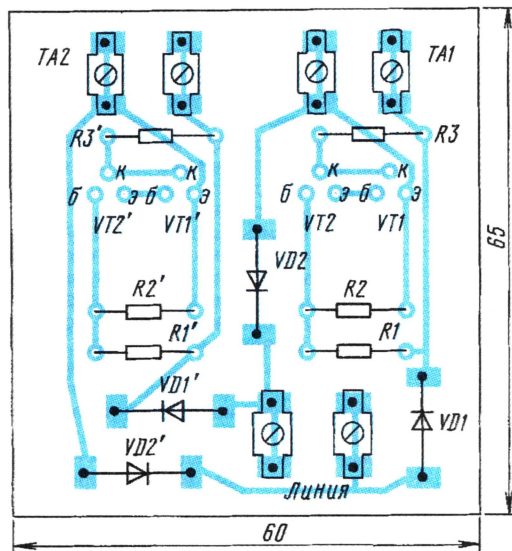 TA2
TA1
R3'
R3
К К
К К
б Э б Э
б Э б Э
VT2' VT1'
VT2 VT1
VD2
R2'
R2
R1'
R1
VD1'
VD1
VD2'
Линия
60
65